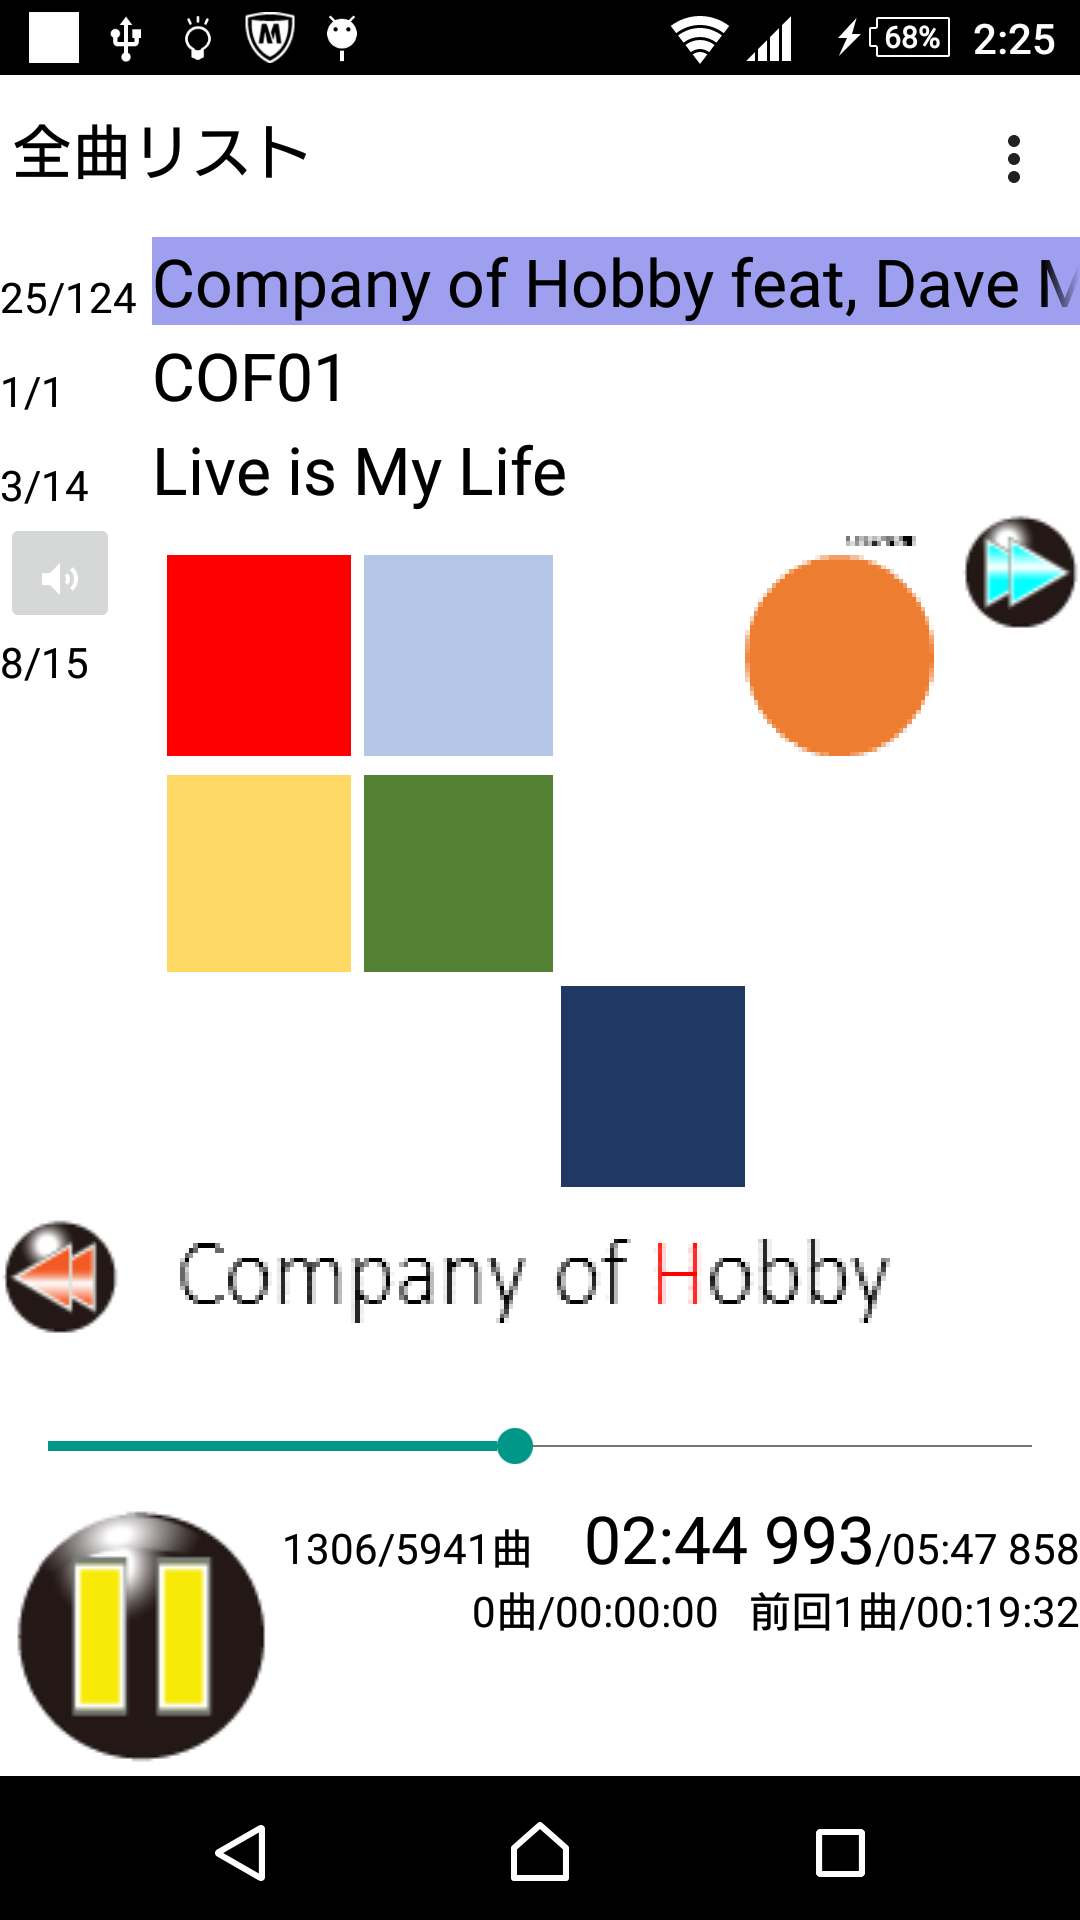 68% 2:25
全曲リスト
25/124 Company of Hobby feat, Dave M
1/1 COF01
3/14 Live is My Life
8/15
Company of Hobby
1306/5941曲 02:44 993/05:47 858
0曲/00:00:00 前回1曲/00:19:32